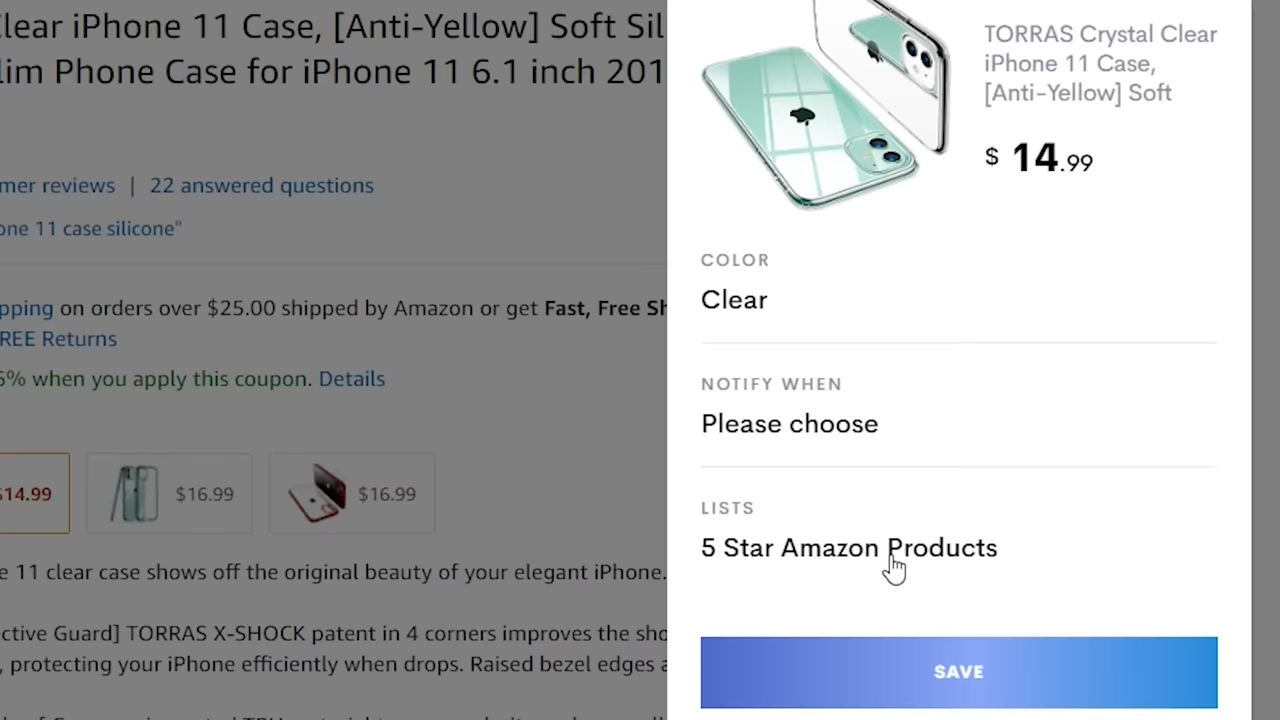 lear iPhone 11 Case, [Anti-Yellow] Soft Sil
lim Phone Case for iPhone 11 6.1 inch 201
mer reviews | 22 answered questions
one 11 case silicone"
pping on orders over $25.00 shipped by Amazon or get Fast, Free Sh
REE Returns
5% when you apply this coupon. Details
$14.99
$16.99
$16.99
e 11 clear case shows off the original beauty of your elegant iPhone.
ctive Guard] TORRAS X-SHOCK patent in 4 corners improves the sho
, protecting your iPhone efficiently when drops. Raised bezel edges a
TORRAS Crystal Clear
iPhone 11 Case,
[Anti-Yellow] Soft
$ 14.99
COLOR
Clear
NOTIFY WHEN
Please choose
LISTS
5 Star Amazon Products
SAVE